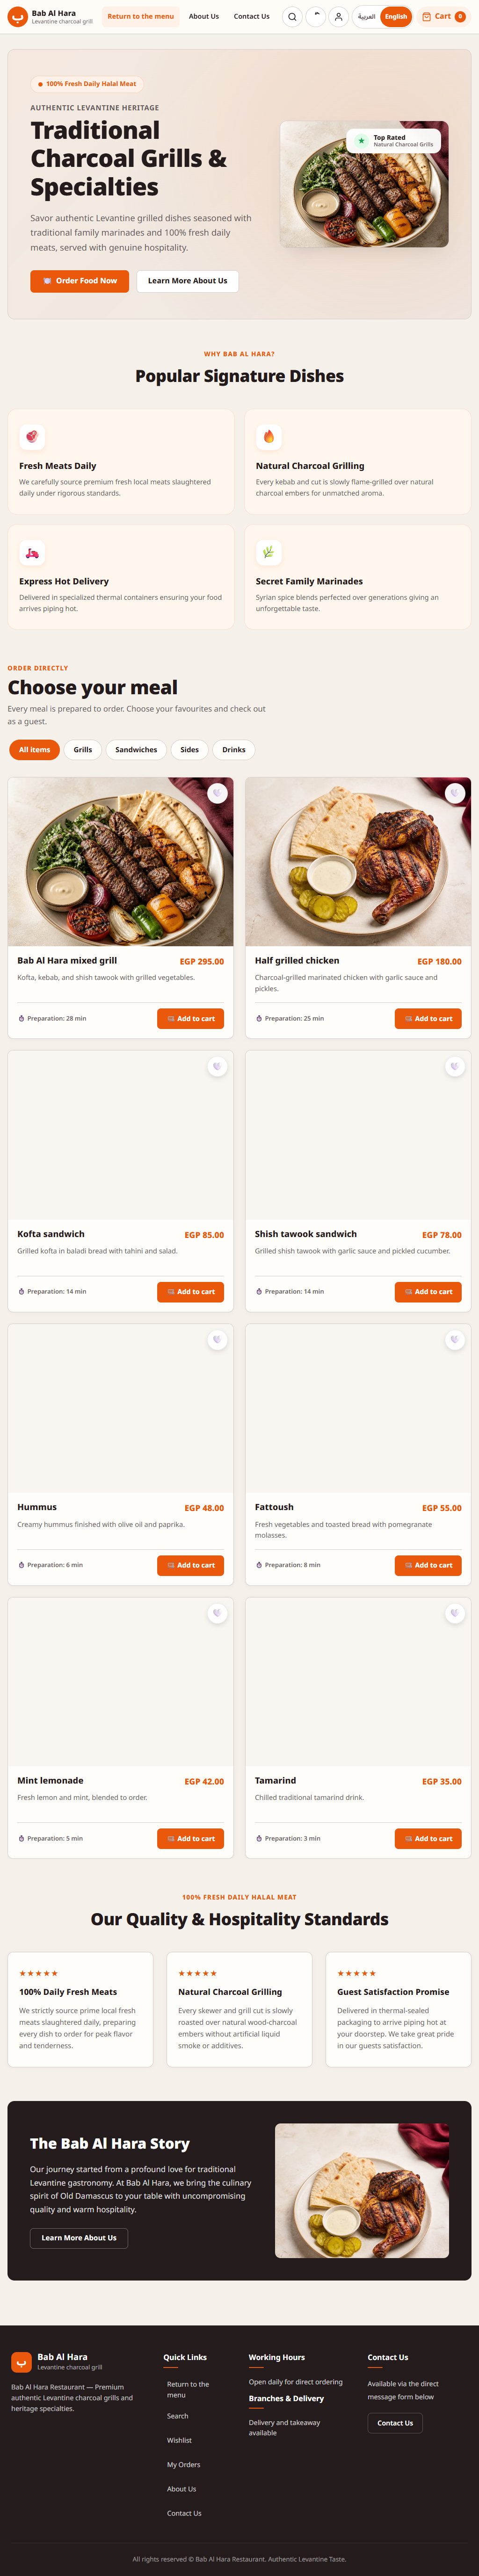 ب
Bab Al Hara
Levantine charcoal grill
Return to the menu
About Us
Contact Us
العربية
English
Cart
0
100% Fresh Daily Halal Meat
AUTHENTIC LEVANTINE HERITAGE
Traditional
Charcoal Grills &
Specialties
Savor authentic Levantine grilled dishes seasoned with
traditional family marinades and 100% fresh daily
meats, served with genuine hospitality.
Order Food Now
Learn More About Us
Top Rated
Natural Charcoal Grills
WHY BAB AL HARA?
Popular Signature Dishes
Fresh Meats Daily
We carefully source premium fresh local meats slaughtered
daily under rigorous standards.
Natural Charcoal Grilling
Every kebab and cut is slowly flame-grilled over natural
charcoal embers for unmatched aroma.
Express Hot Delivery
Delivered in specialized thermal containers ensuring your food
arrives piping hot.
Secret Family Marinades
Syrian spice blends perfected over generations giving an
unforgettable taste.
ORDER DIRECTLY
Choose your meal
Every meal is prepared to order. Choose your favourites and check out
as a guest.
All items
Grills
Sandwiches
Sides
Drinks
Bab Al Hara mixed grill
EGP 295.00
Kofta, kebab, and shish tawook with grilled vegetables.
Preparation: 28 min
Add to cart
Half grilled chicken
EGP 180.00
Charcoal-grilled marinated chicken with garlic sauce and
pickles.
Preparation: 25 min
Add to cart
Kofta sandwich
EGP 85.00
Grilled kofta in baladi bread with tahini and salad.
Preparation: 14 min
Add to cart
Shish tawook sandwich
EGP 78.00
Grilled shish tawook with garlic sauce and pickled cucumber.
Preparation: 14 min
Add to cart
Hummus
EGP 48.00
Creamy hummus finished with olive oil and paprika.
Preparation: 6 min
Add to cart
Fattoush
EGP 55.00
Fresh vegetables and toasted bread with pomegranate
molasses.
Preparation: 8 min
Add to cart
Mint lemonade
EGP 42.00
Fresh lemon and mint, blended to order.
Preparation: 5 min
Add to cart
Tamarind
EGP 35.00
Chilled traditional tamarind drink.
Preparation: 3 min
Add to cart
100% FRESH DAILY HALAL MEAT
Our Quality & Hospitality Standards
★★★★★
100% Daily Fresh Meats
We strictly source prime local fresh
meats slaughtered daily, preparing
every dish to order for peak flavor
and tenderness.
★★★★★
Natural Charcoal Grilling
Every skewer and grill cut is slowly
roasted over natural wood-charcoal
embers without artificial liquid
smoke or additives.
★★★★★
Guest Satisfaction Promise
Delivered in thermal-sealed
packaging to arrive piping hot at
your doorstep. We take great pride
in our guests satisfaction.
The Bab Al Hara Story
Our journey started from a profound love for traditional
Levantine gastronomy. At Bab Al Hara, we bring the culinary
spirit of Old Damascus to your table with uncompromising
quality and warm hospitality.
Learn More About Us
ب
Bab Al Hara
Levantine charcoal grill
Bab Al Hara Restaurant — Premium
authentic Levantine charcoal grills and
heritage specialties.
Quick Links
Return to the
menu
Search
Wishlist
My Orders
About Us
Contact Us
Working Hours
Open daily for direct ordering
Branches & Delivery
Delivery and takeaway
available
Contact Us
Available via the direct
message form below
Contact Us
All rights reserved © Bab Al Hara Restaurant. Authentic Levantine Taste.